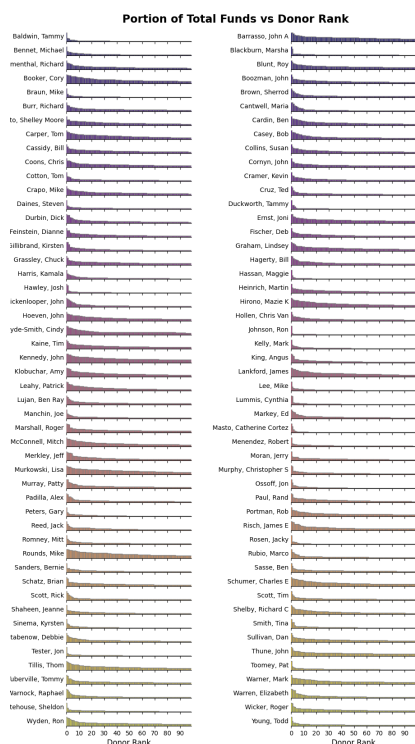 Portion of Total Funds vs Donor Rank
Baldwin, Tammy
Bennet, Michael
menthal, Richard
Booker, Cory
Braun, Mike
Burr, Richard
to, Shelley Moore
Carper, Tom
Cassidy, Bill
Coons, Chris
Cotton, Tom
Crapo, Mike
Daines, Steven
Durbin, Dick
Feinstein, Dianne
illibrand, Kirsten
Grassley, Chuck
Harris, Kamala
Hawley, Josh
ickenlooper, John
Hoeven, John
yde-Smith, Cindy
Kaine, Tim
Kennedy, John
Klobuchar, Amy
Leahy, Patrick
Lujan, Ben Ray
Manchin, Joe
Marshall, Roger
McConnell, Mitch
Merkley, Jeff
Murkowski, Lisa
Murray, Patty
Padilla, Alex
Peters, Gary
Reed, Jack
Romney, Mitt
Rounds, Mike
Sanders, Bernie
Schatz, Brian
Scott, Rick
Shaheen, Jeanne
Sinema, Kyrsten
tabenow, Debbie
Tester, Jon
Tillis, Thom
uberville, Tommy
Varnock, Raphael
tehouse, Sheldon
Wyden, Ron
0 10 20 30 40 50 60 70 80 90
Donor Rank
Barrasso, John A
Blackburn, Marsha
Blunt, Roy
Boozman, John
Brown, Sherrod
Cantwell, Maria
Cardin, Ben
Casey, Bob
Collins, Susan
Cornyn, John
Cramer, Kevin
Cruz, Ted
Duckworth, Tammy
Ernst, Joni
Fischer, Deb
Graham, Lindsey
Hagerty, Bill
Hassan, Maggie
Heinrich, Martin
Hirono, Mazie K
Hollen, Chris Van
Johnson, Ron
Kelly, Mark
King, Angus
Lankford, James
Lee, Mike
Lummis, Cynthia
Markey, Ed
Masto, Catherine Cortez
Menendez, Robert
Moran, Jerry
Murphy, Christopher S
Ossoff, Jon
Paul, Rand
Portman, Rob
Risch, James E
Rosen, Jacky
Rubio, Marco
Sasse, Ben
Schumer, Charles E
Scott, Tim
Shelby, Richard C
Smith, Tina
Sullivan, Dan
Thune, John
Toomey, Pat
Warner, Mark
Warren, Elizabeth
Wicker, Roger
Young, Todd
0 10 20 30 40 50 60 70 80 90
Donor Rank